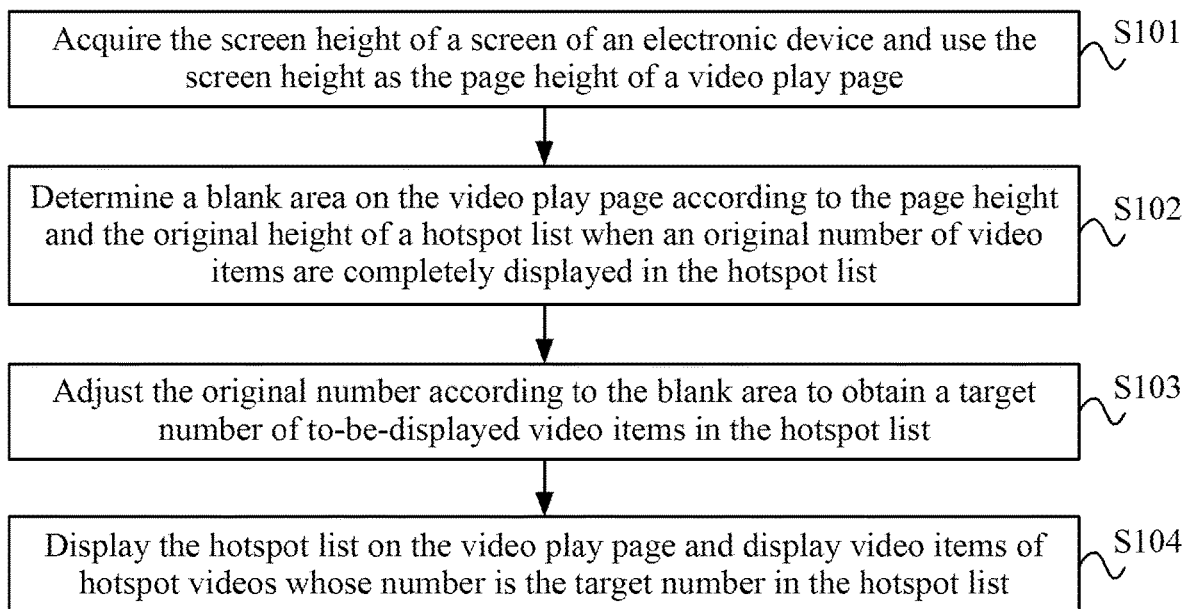 Acquire the screen height of a screen of an electronic device and use the
screen height as the page height of a video play page
S101
Determine a blank area on the video play page according to the page height
and the original height of a hotspot list when an original number of video
items are completely displayed in the hotspot list
S102
Adjust the original number according to the blank area to obtain a target
number of to-be-displayed video items in the hotspot list
S103
Display the hotspot list on the video play page and display video items of
hotspot videos whose number is the target number in the hotspot list
S104